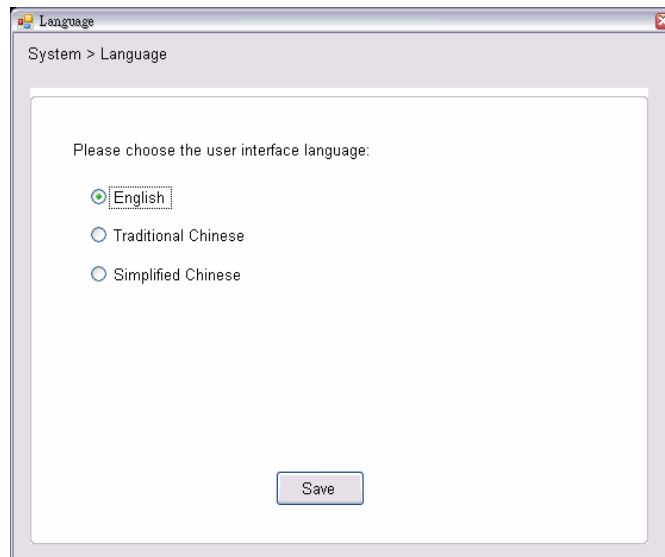 Language
System > Language
Please choose the user interface language:
English
Traditional Chinese
Simplified Chinese
Save